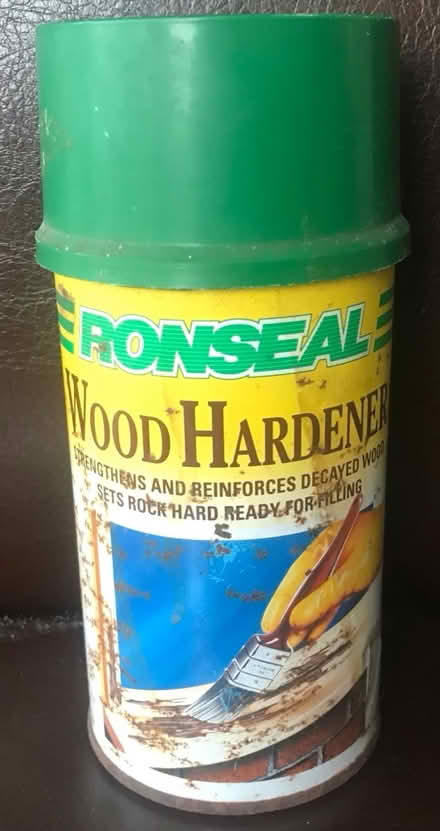 RONSEAL
WOOD HARDENER
STRENGTHENS AND REINFORCES DECAYED WOOD
SETS ROCK HARD READY FOR FILLING